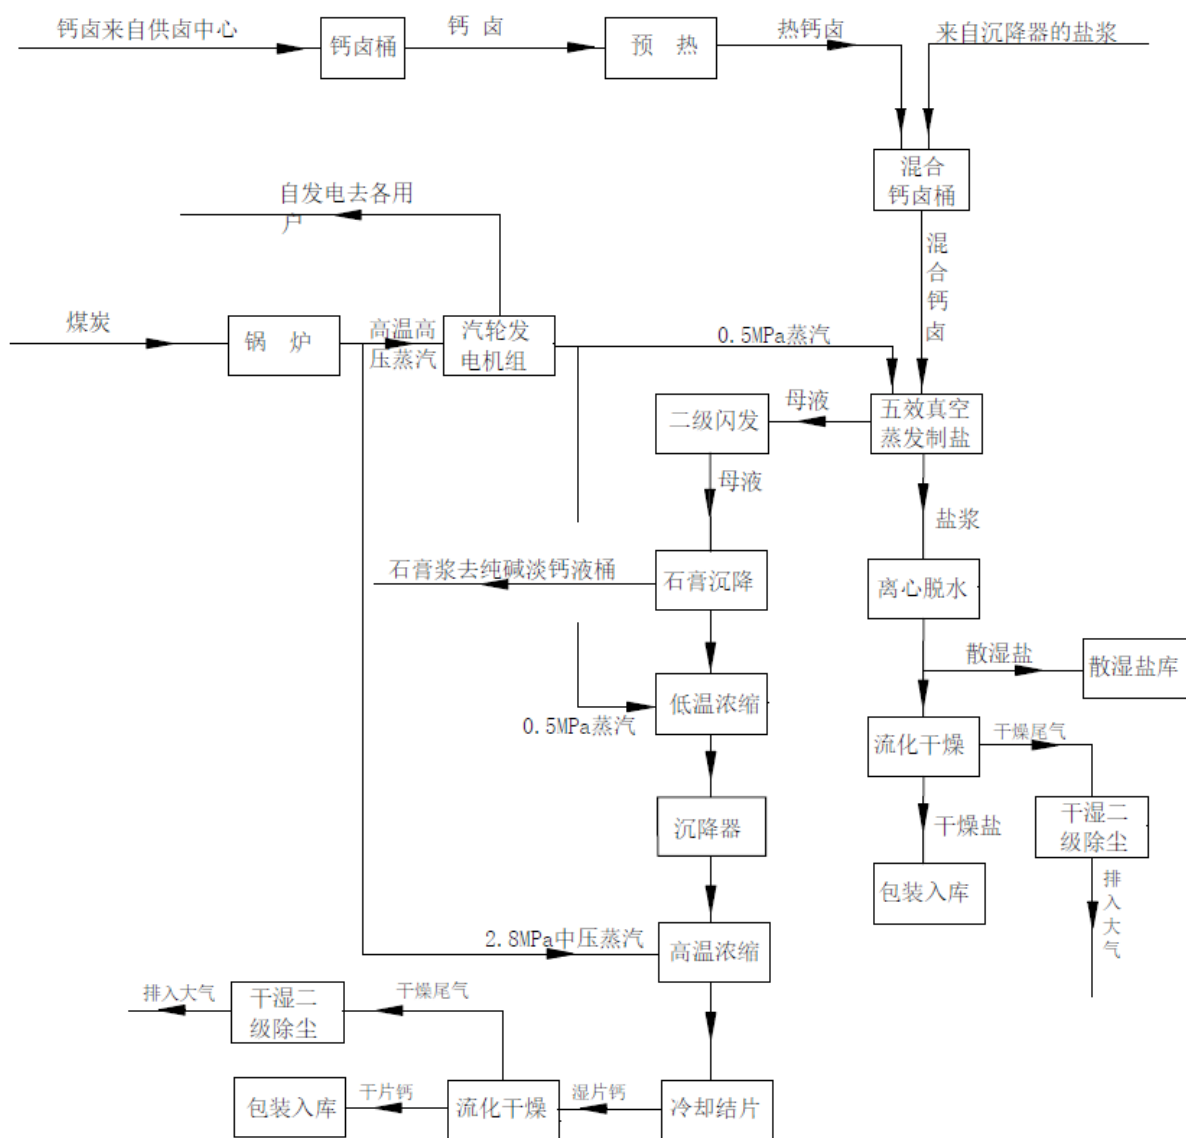 钙卤来自供卤中心
钙卤桶
钙 卤
预 热
热钙卤
来自沉降器的盐浆
混合
钙卤桶
自发电去各用
户
混
合
钙
卤
煤炭
锅 炉
高温高
压蒸汽
汽轮发
电机组
0.5MPa蒸汽
五效真空
蒸发制盐
母液
二级闪发
母液
盐浆
石膏浆去纯碱淡钙液桶
石膏沉降
离心脱水
散湿盐
散湿盐库
低温浓缩
0.5MPa蒸汽
流化干燥
干燥尾气
沉降器
干燥盐
干湿二
级除尘
包装入库
排
入
大
气
2.8MPa中压蒸汽
高温浓缩
排入大气
干湿二
级除尘
干燥尾气
包装入库
干片钙
流化干燥
湿片钙
冷却结片